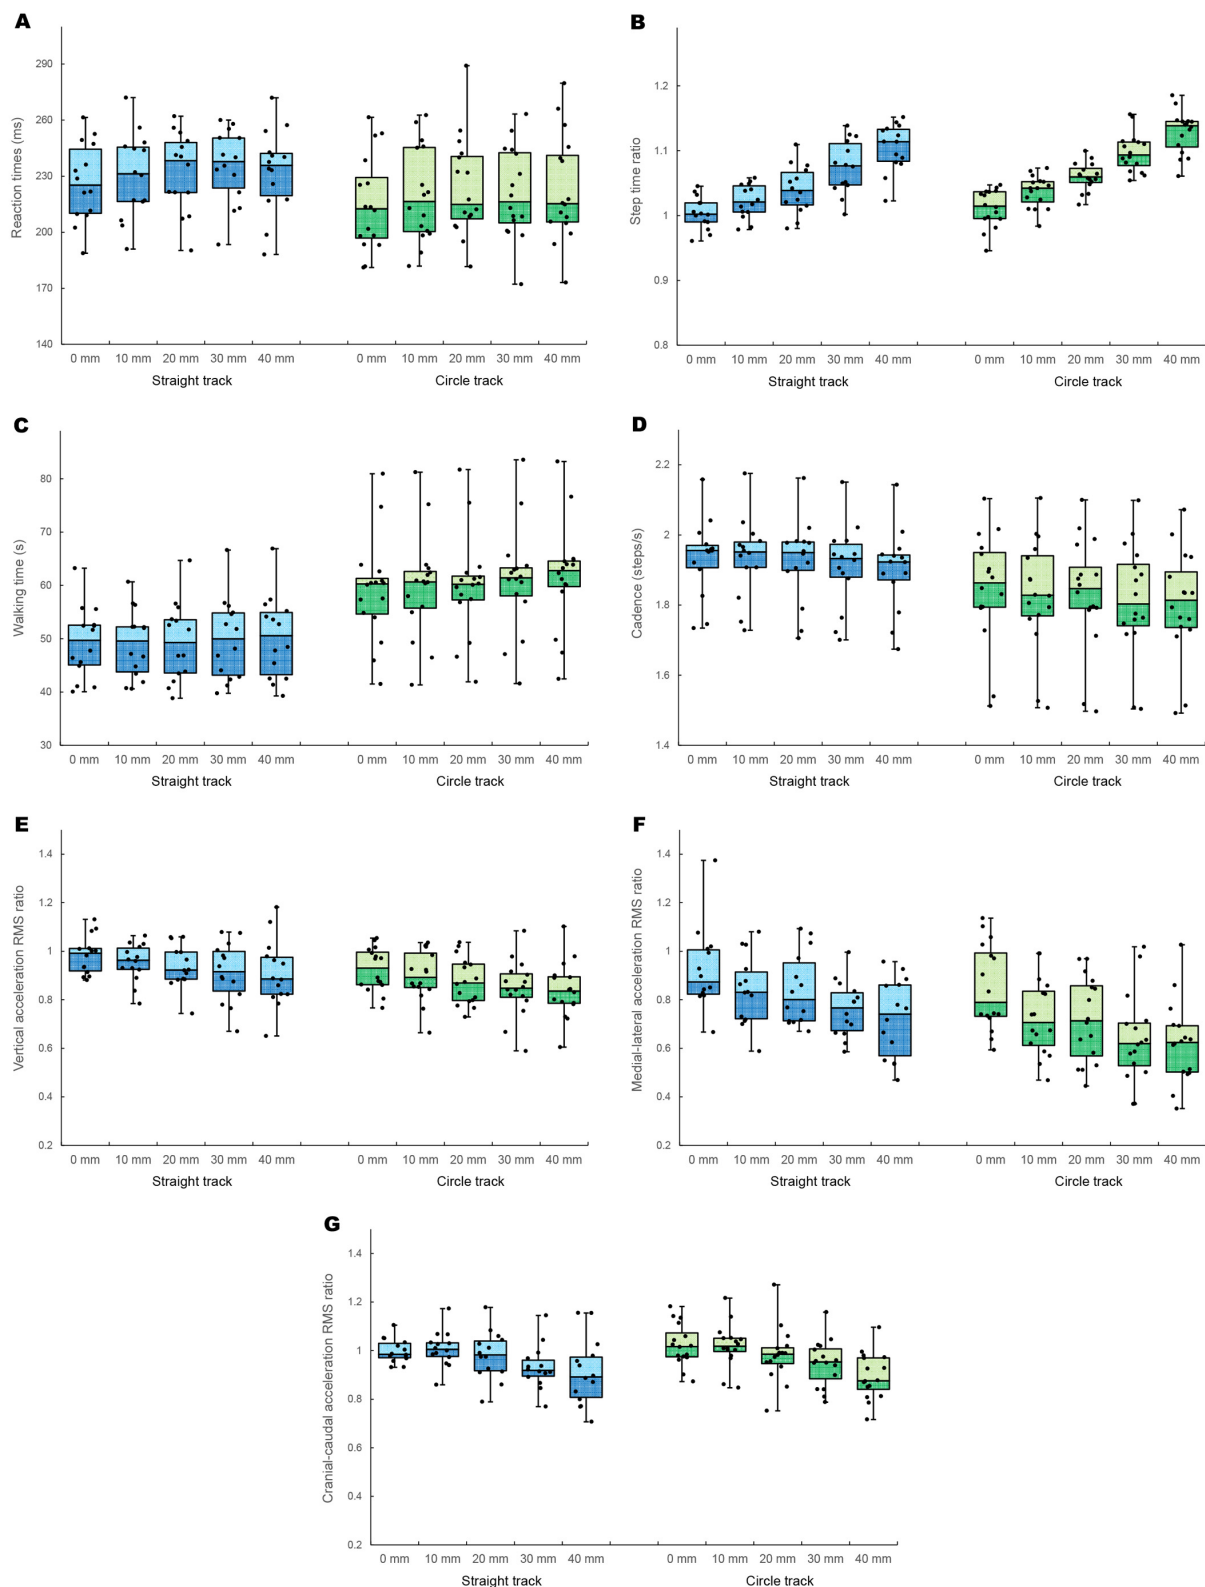 A
Reaction times (ms)
290
260
230
200
170
140
0 mm 10 mm 20 mm 30 mm 40 mm 0 mm 10 mm 20 mm 30 mm 40 mm
Straight track Circle track
B
Step time ratio
1.2
1.1
1
0.9
0.8
0 mm 10 mm 20 mm 30 mm 40 mm 0 mm 10 mm 20 mm 30 mm 40 mm
Straight track Circle track
C
Walking time (s)
80
70
60
50
40
30
0 mm 10 mm 20 mm 30 mm 40 mm 0 mm 10 mm 20 mm 30 mm 40 mm
Straight track Circle track
D
Cadence (steps/s)
2.2
2
1.8
1.6
1.4
0 mm 10 mm 20 mm 30 mm 40 mm 0 mm 10 mm 20 mm 30 mm 40 mm
Straight track Circle track
E
Vertical acceleration RMS ratio
1.4
1.2
1
0.8
0.6
0.4
0.2
0 mm 10 mm 20 mm 30 mm 40 mm 0 mm 10 mm 20 mm 30 mm 40 mm
Straight track Circle track
F
Medial-lateral acceleration RMS ratio
1.4
1.2
1
0.8
0.6
0.4
0.2
0 mm 10 mm 20 mm 30 mm 40 mm 0 mm 10 mm 20 mm 30 mm 40 mm
Straight track Circle track
G
Cranial-caudal acceleration RMS ratio
1.4
1.2
1
0.8
0.6
0.4
0.2
0 mm 10 mm 20 mm 30 mm 40 mm 0 mm 10 mm 20 mm 30 mm 40 mm
Straight track Circle track